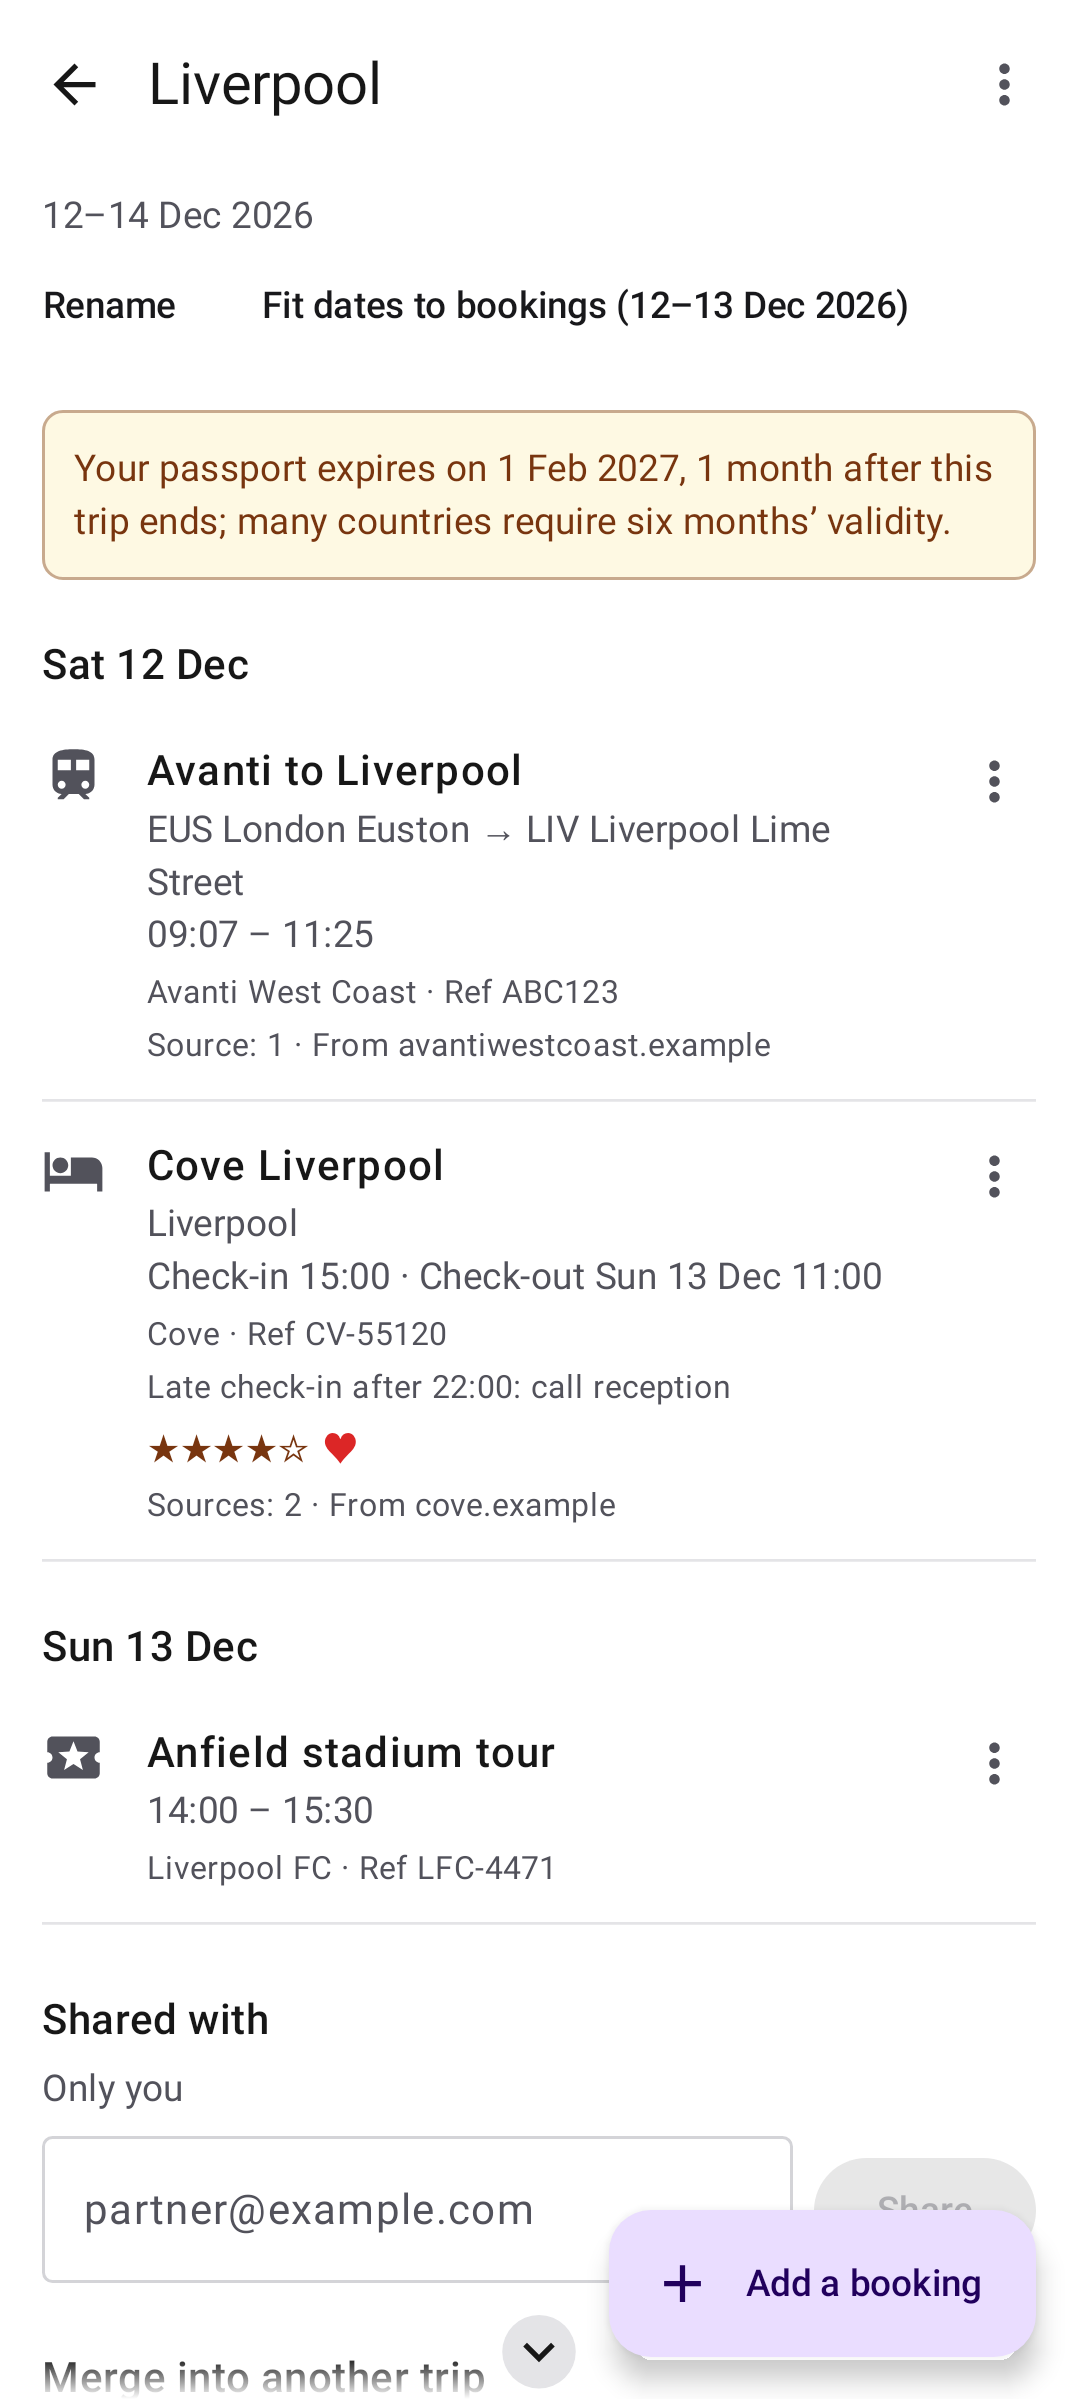 Liverpool
12–14 Dec 2026
Rename
Fit dates to bookings (12–13 Dec 2026)
Your passport expires on 1 Feb 2027, 1 month after this
trip ends; many countries require six months’ validity.
Sat 12 Dec
Avanti to Liverpool
EUS London Euston → LIV Liverpool Lime
Street
09:07 – 11:25
Avanti West Coast · Ref ABC123
Source: 1 · From avantiwestcoast.example
Cove Liverpool
Liverpool
Check-in 15:00 · Check-out Sun 13 Dec 11:00
Cove · Ref CV-55120
Late check-in after 22:00: call reception
★★★★☆ ♥
Sources: 2 · From cove.example
Sun 13 Dec
Anfield stadium tour
14:00 – 15:30
Liverpool FC · Ref LFC-4471
Shared with
Only you
partner@example.com
Share
Add a booking
Merge into another trip